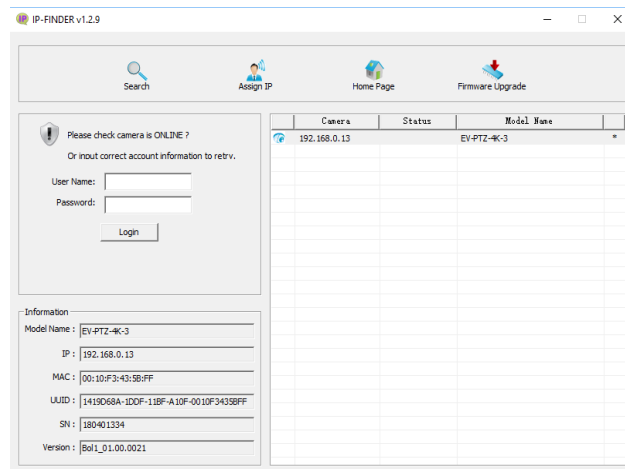 IP IP-FINDER v1.2.9
Search Assign IP Home Page Firmware Upgrade
Please check camera is ONLINE ?
Or input correct account information to retry.
User Name:
Password:
Login
Camera Status Model Name
192.168.0.13 EV-PTZ-4K-3 *
Information
Model Name : EV-PTZ-4K-3
IP : 192.168.0.13
MAC : 00:10:F3:43:5B:FF
UUID : 1419D68A-1DDF-11BF-A10F-0010F3435BFF
SN : 180401334
Version : Bol1_01.00.0021